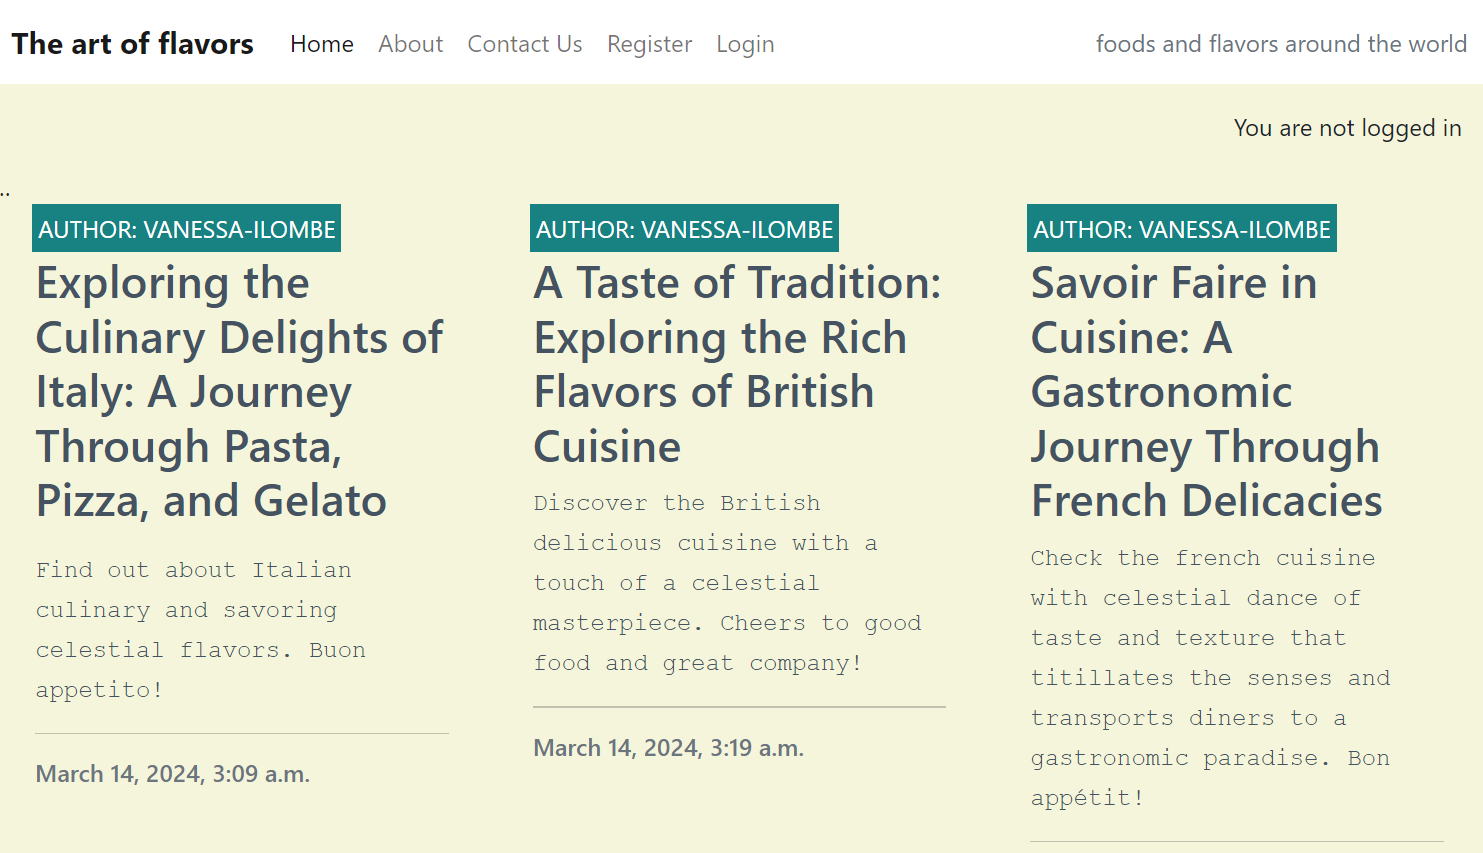 The art of flavors Home About Contact Us Register Login foods and flavors around the world
You are not logged in
..
AUTHOR: VANESSA-ILOMBE
Exploring the
Culinary Delights of
Italy: A Journey
Through Pasta,
Pizza, and Gelato
Find out about Italian
culinary and savoring
celestial flavors. Buon
appetito!
March 14, 2024, 3:09 a.m.
AUTHOR: VANESSA-ILOMBE
A Taste of Tradition:
Exploring the Rich
Flavors of British
Cuisine
Discover the British
delicious cuisine with a
touch of a celestial
masterpiece. Cheers to good
food and great company!
March 14, 2024, 3:19 a.m.
AUTHOR: VANESSA-ILOMBE
Savoir Faire in
Cuisine: A
Gastronomic
Journey Through
French Delicacies
Check the french cuisine
with celestial dance of
taste and texture that
titillates the senses and
transports diners to a
gastronomic paradise. Bon
appétit!